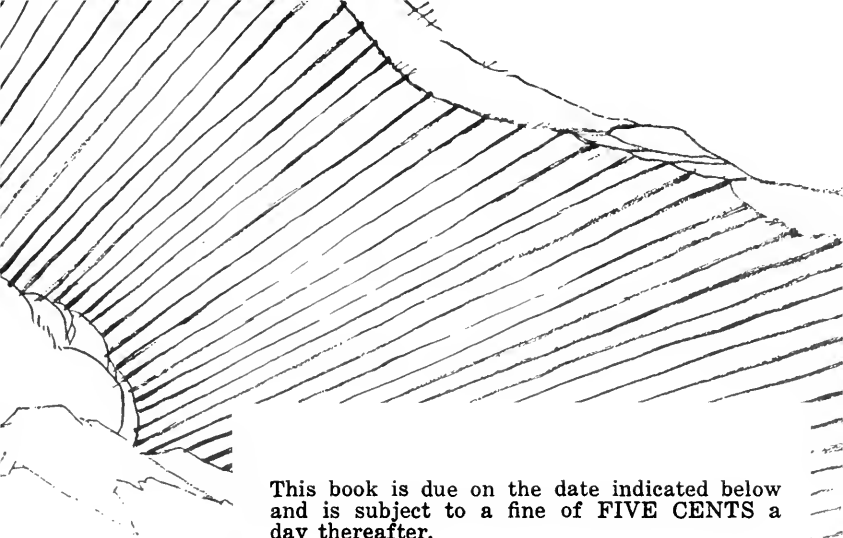 This book is due on the date indicated below
and is subject to a fine of FIVE CENTS a
day thereafter.